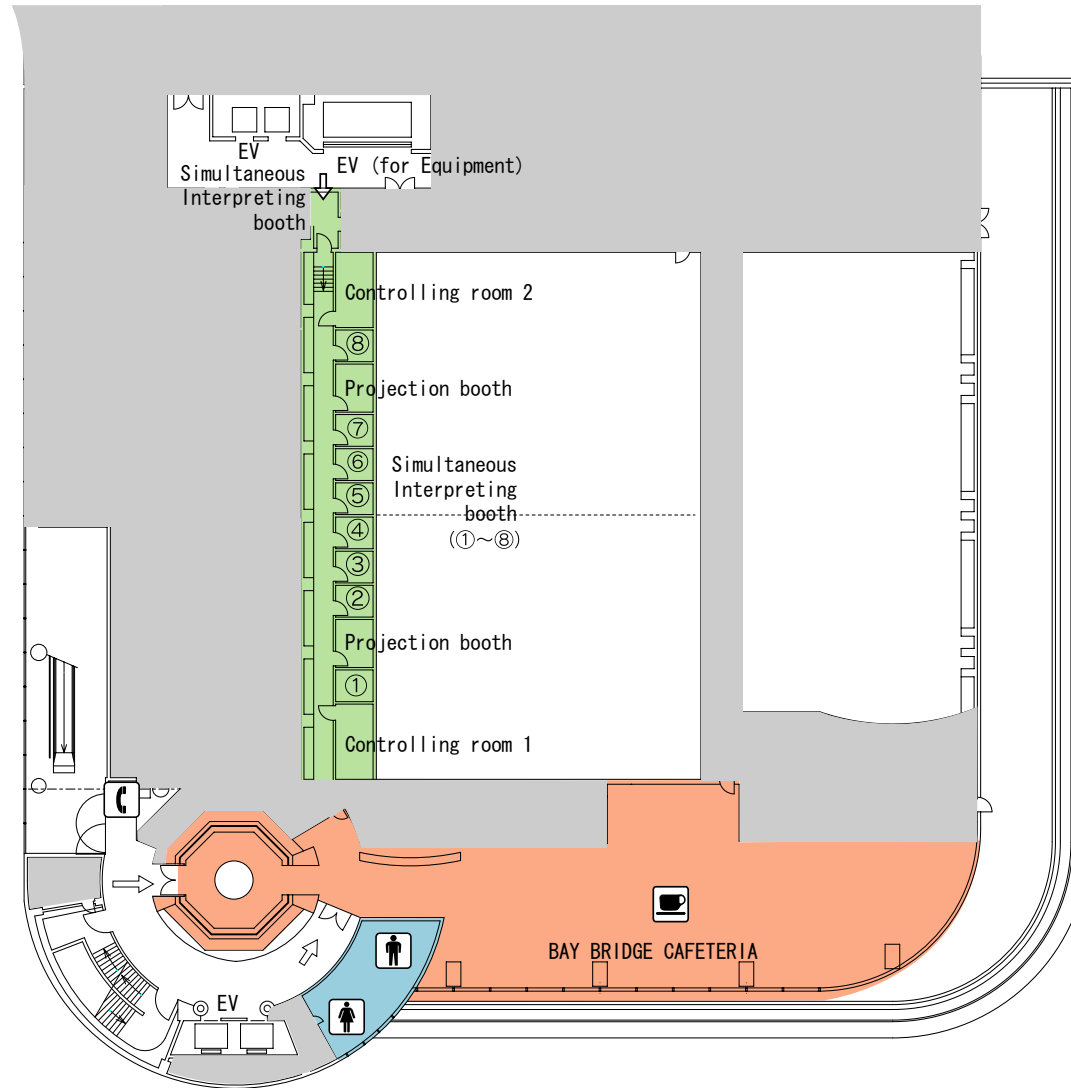 EV
EV (for Equipment)
Simultaneous
Interpreting
booth
Controlling room 2
⑧
Projection booth
⑦
⑥
⑤
Simultaneous
Interpreting
booth
(①～⑧)
④
③
②
Projection booth
①
Controlling room 1
BAY BRIDGE CAFETERIA
EV